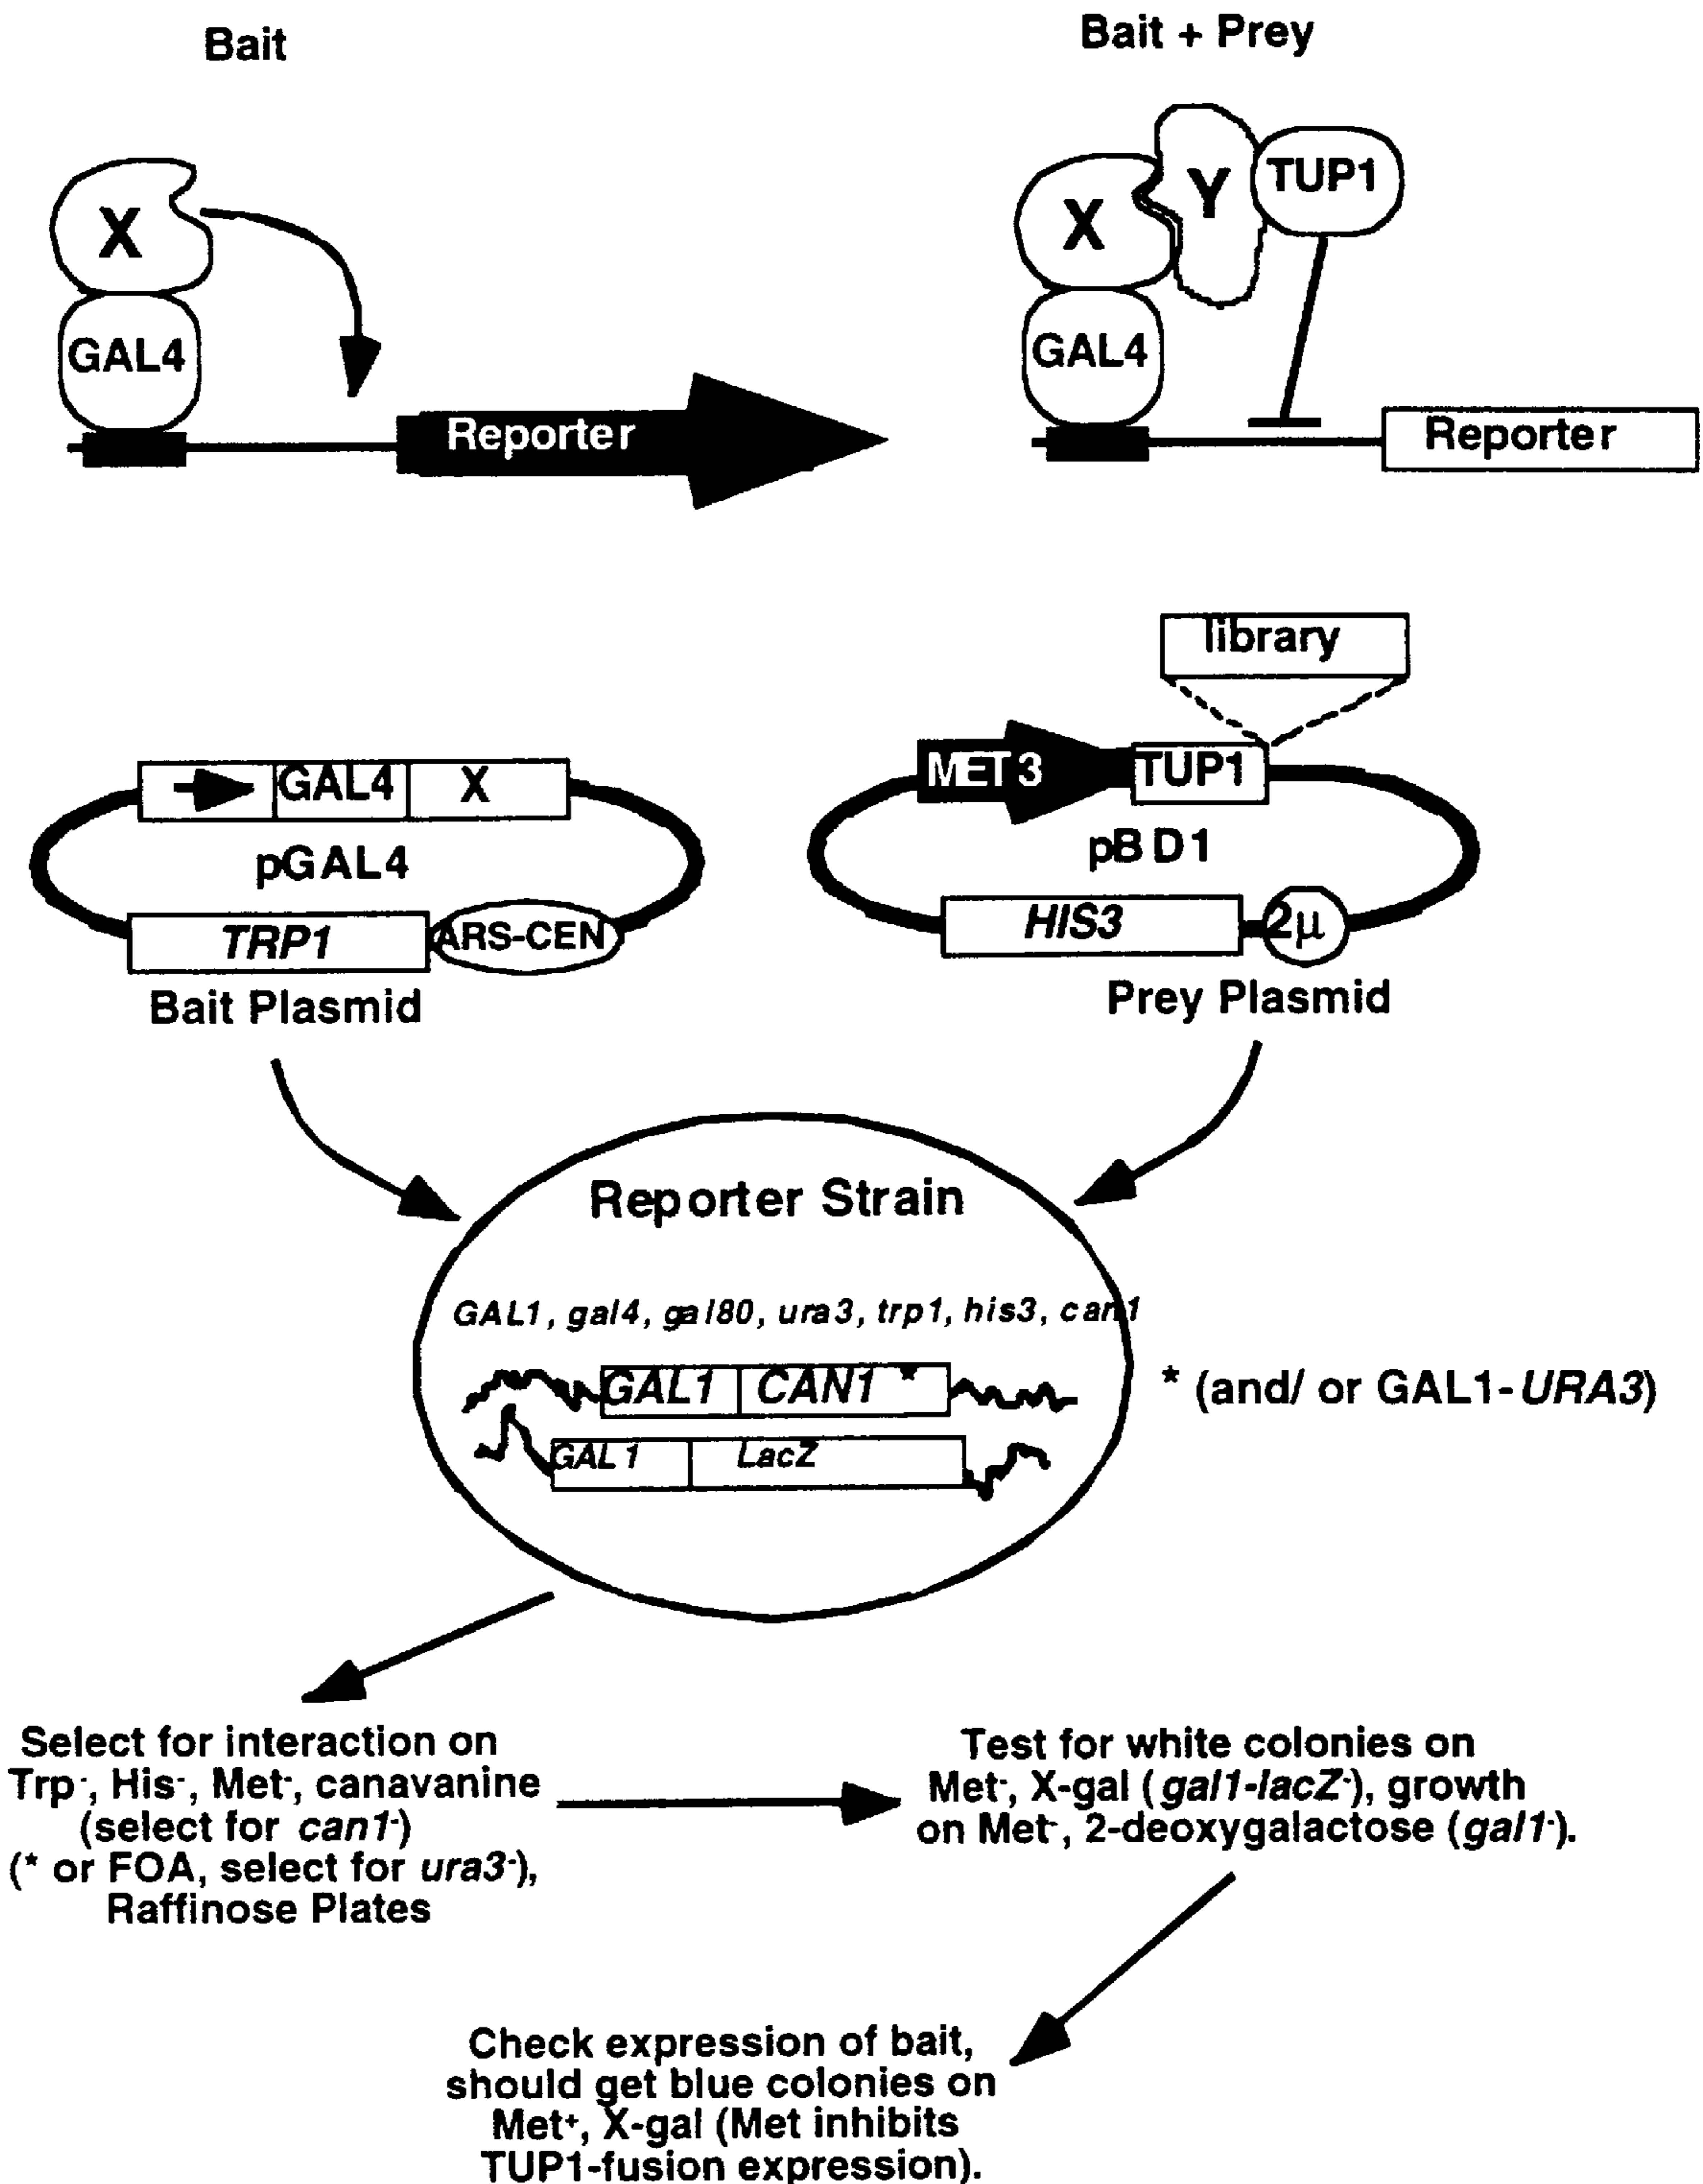 Bait
Bait + Prey
X
GAL4
Reporter
X
Y
TUP1
GAL4
Reporter
library
GAL4
X
pGAL4
TRP1
ARS-CEN
Bait Plasmid
MET3
TUP1
pBD1
HIS3
2µ
Prey Plasmid
Reporter Strain
GAL1, gal4, gal80, ura3, trp1, his3, can1
GAL1
CAN1 *
* (and/ or GAL1-URA3)
GAL1
LacZ
Select for interaction on
Trp⁻, His⁻, Met⁻, canavanine
(select for can1⁻)
(* or FOA, select for ura3⁻),
Raffinose Plates
Test for white colonies on
Met⁻, X-gal (gal1-lacZ⁻), growth
on Met⁻, 2-deoxygalactose (gal1⁻).
Check expression of bait,
should get blue colonies on
Met⁺, X-gal (Met inhibits
TUP1-fusion expression).